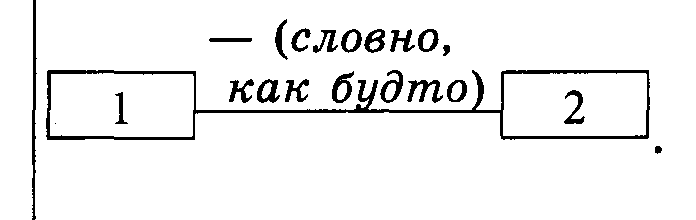 — (словно,
как будто)
1 2.